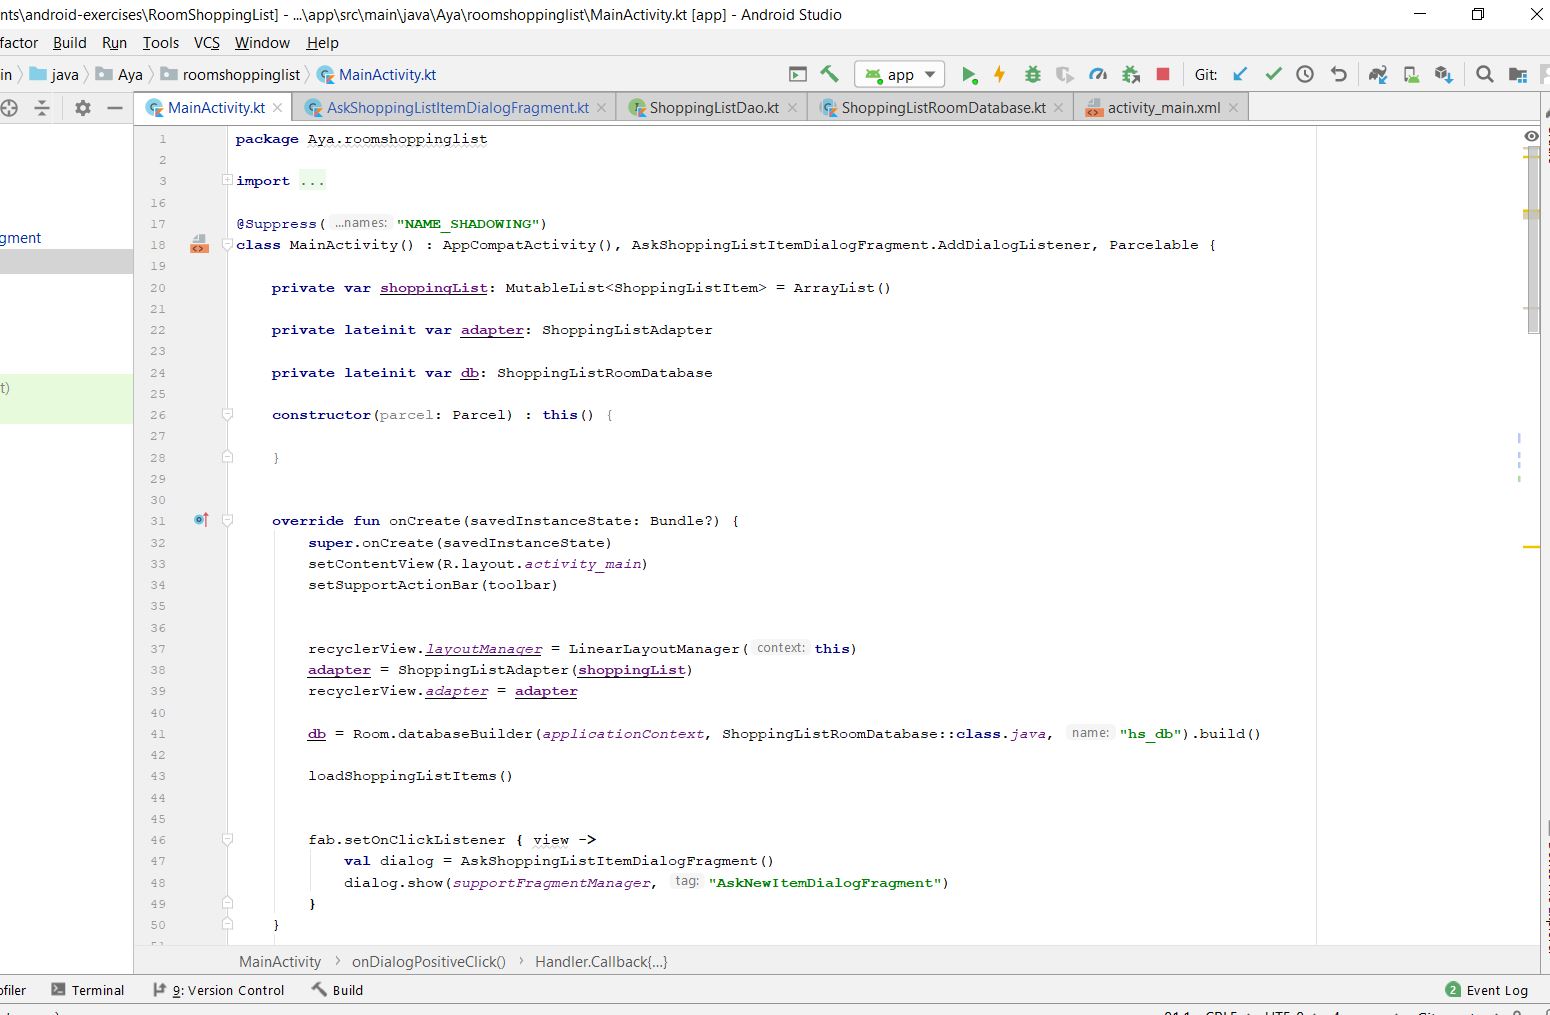 nts\android-exercises\RoomShoppingList] - ...\app\src\main\java\Aya\roomshoppinglist\MainActivity.kt [app] - Android Studio
factor Build Run Tools VCS Window Help
in java Aya roomshoppinglist MainActivity.kt app Git:
MainActivity.kt AskShoppingListItemDialogFragment.kt ShoppingListDao.kt ShoppingListRoomDatabase.kt activity_main.xml
1 package Aya.roomshoppinglist
2
3 import ...
16
17 @Suppress( ...names: "NAME_SHADOWING")
gment
18 class MainActivity() : AppCompatActivity(), AskShoppingListItemDialogFragment.AddDialogListener, Parcelable {
19
20 private var shoppingList: MutableList<ShoppingListItem> = ArrayList()
21
22 private lateinit var adapter: ShoppingListAdapter
23
24 private lateinit var db: ShoppingListRoomDatabase
t)
25
26 constructor(parcel: Parcel) : this() {
27
28 }
29
30
31 override fun onCreate(savedInstanceState: Bundle?) {
32 super.onCreate(savedInstanceState)
33 setContentView(R.layout.activity_main)
34 setSupportActionBar(toolbar)
35
36
37 recyclerView.layoutManager = LinearLayoutManager( context: this)
38 adapter = ShoppingListAdapter(shoppingList)
39 recyclerView.adapter = adapter
40
41 db = Room.databaseBuilder(applicationContext, ShoppingListRoomDatabase::class.java, name: "hs_db").build()
42
43 loadShoppingListItems()
44
45
46 fab.setOnClickListener { view ->
47 val dialog = AskShoppingListItemDialogFragment()
48 dialog.show(supportFragmentManager, tag: "AskNewItemDialogFragment")
49 }
50 }
MainActivity > onDialogPositiveClick() > Handler.Callback{...}
ofiler Terminal 9: Version Control Build 2 Event Log